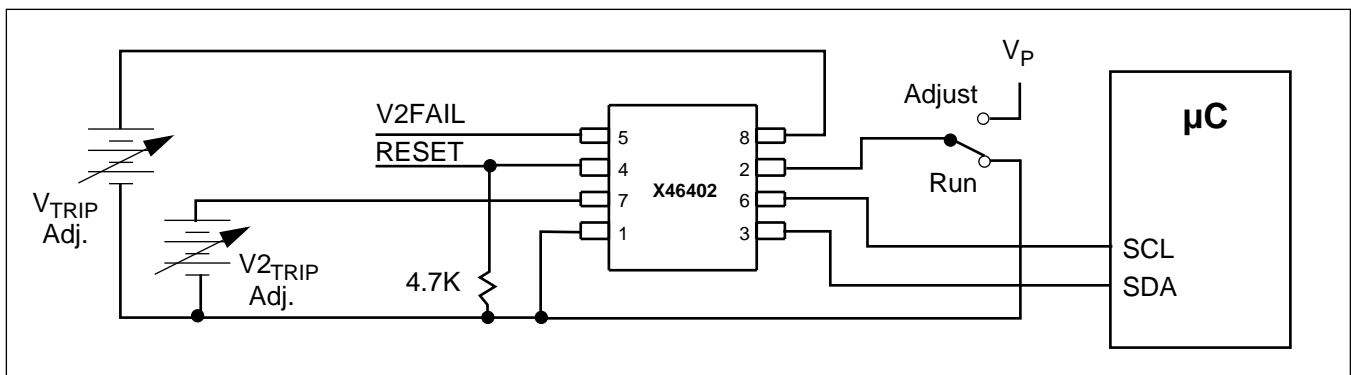 V_P
Adjust
µC
V2FAIL
5
8
RESET
4
2
X46402
Run
7
6
V_TRIP
Adj.
1
3
SCL
V2_TRIP
Adj.
4.7K
SDA